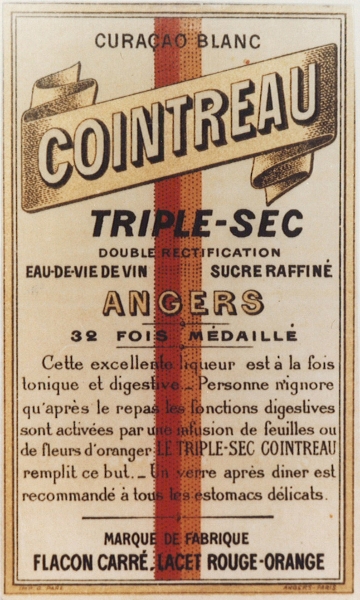 CURAÇAO BLANC
COINTREAU
TRIPLE-SEC
DOUBLE RECTIFICATION
EAU-DE-VIE DE VIN SUCRE RAFFINÉ
ANGERS
32 FOIS MÉDAILLÉ
Cette excellente liqueur est à la fois
tonique et digestive_ Personne n'ignore
qu'après le repas les fonctions digestives
sont activées par une infusion de feuilles ou
de fleurs d'oranger LE TRIPLE-SEC COINTREAU
remplit ce but._ Un verre après diner est
recommandé à tous les estomacs délicats.
MARQUE DE FABRIQUE
FLACON CARRÉ, LACET ROUGE-ORANGE
ANGERS-PARIS